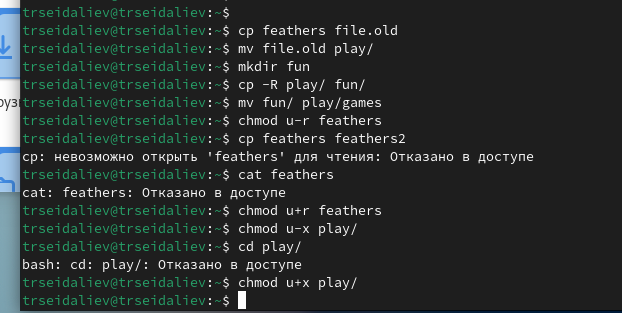 trseidaliev@trseidaliev:~$
trseidaliev@trseidaliev:~$ cp feathers file.old
trseidaliev@trseidaliev:~$ mv file.old play/
trseidaliev@trseidaliev:~$ mkdir fun
trseidaliev@trseidaliev:~$ cp -R play/ fun/
trseidaliev@trseidaliev:~$ mv fun/ play/games
trseidaliev@trseidaliev:~$ chmod u-r feathers
trseidaliev@trseidaliev:~$ cp feathers feathers2
cp: невозможно открыть 'feathers' для чтения: Отказано в доступе
trseidaliev@trseidaliev:~$ cat feathers
cat: feathers: Отказано в доступе
trseidaliev@trseidaliev:~$ chmod u+r feathers
trseidaliev@trseidaliev:~$ chmod u-x play/
trseidaliev@trseidaliev:~$ cd play/
bash: cd: play/: Отказано в доступе
trseidaliev@trseidaliev:~$ chmod u+x play/
trseidaliev@trseidaliev:~$